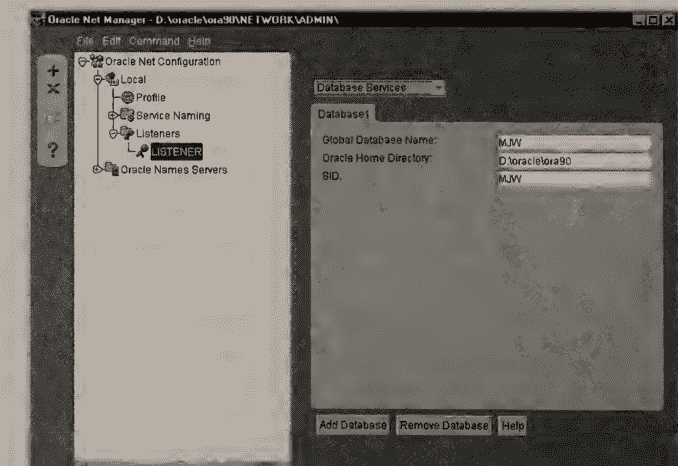 Oracle Net Manager - D:\oracle\ora90\NETWORK\ADMIN\
File Edit Command Help
Oracle Net Configuration
Local
Profile
Service Naming
Listeners
LISTENER
Oracle Names Servers
Database Services
Database1
Global Database Name: MJW
Oracle Home Directory: D:\oracle\ora90
SID: MJW
Add Database Remove Database Help